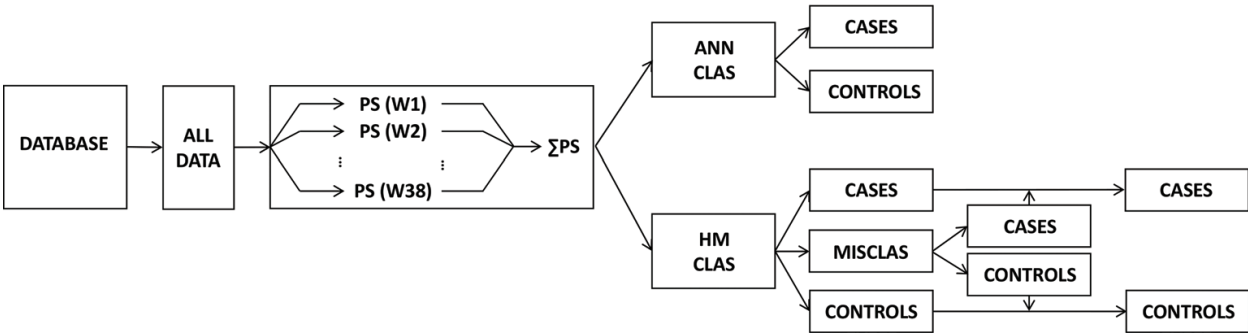 DATABASE
ALL
DATA
PS (W1)
PS (W2)
⋮ ⋮
PS (W38)
∑PS
ANN
CLAS
CASES
CONTROLS
HM
CLAS
CASES
MISCLAS
CONTROLS
CASES
CONTROLS
CASES
CONTROLS